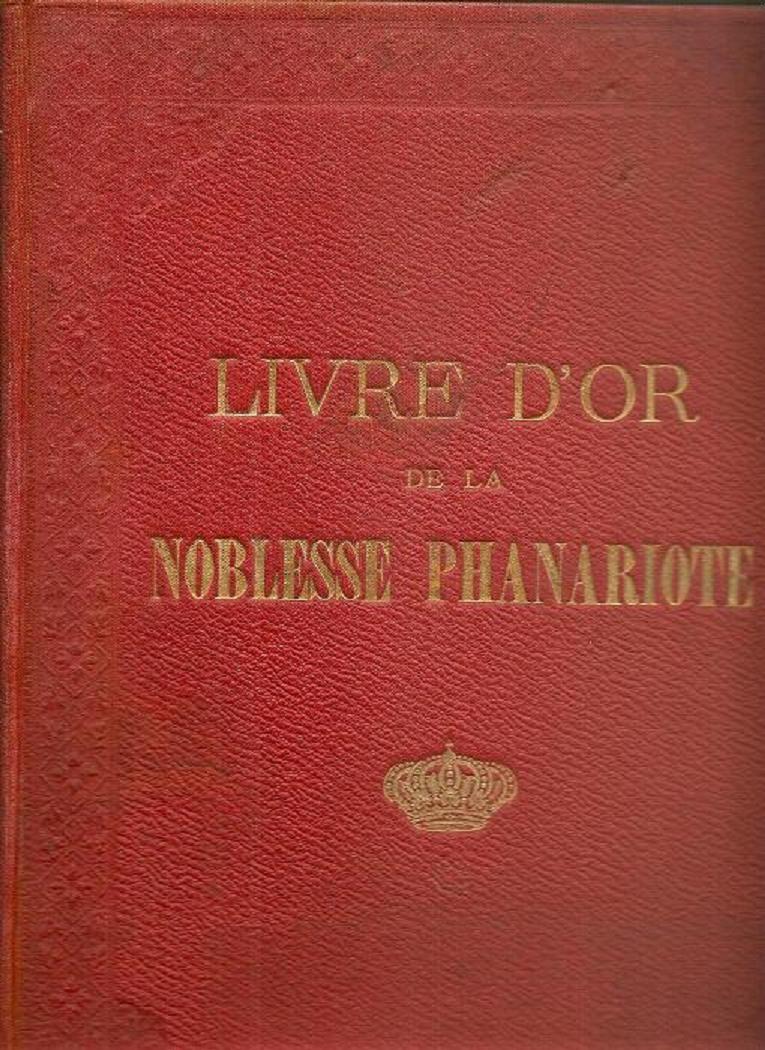 LIVRE D'OR
DE LA
NOBLESSE PHANARIOTE